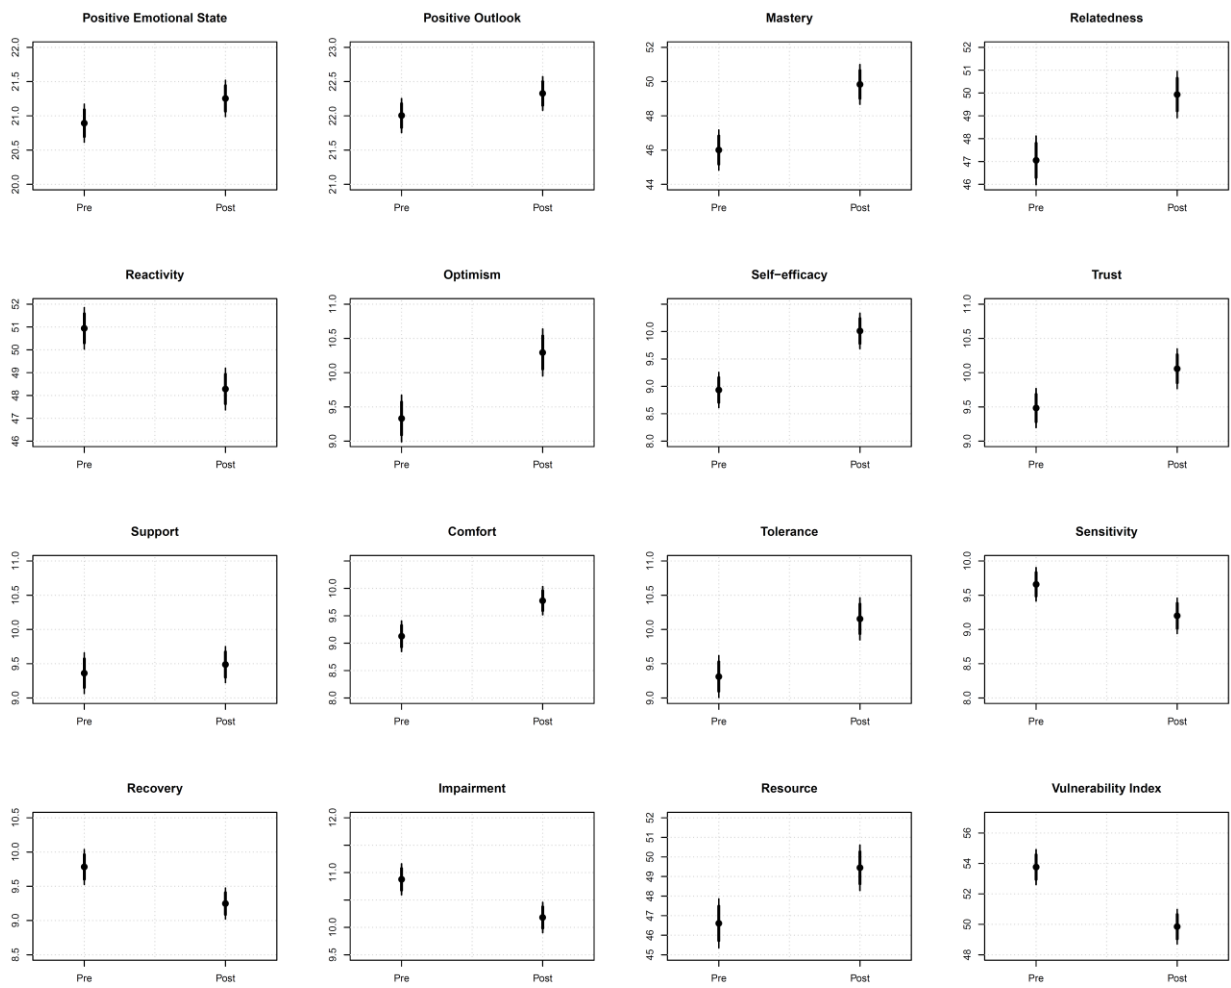 Positive Emotional State
22.0
21.5
21.0
20.5
20.0
Pre Post
Positive Outlook
23.0
22.5
22.0
21.5
21.0
Pre Post
Mastery
52
50
48
46
44
Pre Post
Relatedness
52
51
50
49
48
47
46
Pre Post
Reactivity
52
51
50
49
48
47
46
Pre Post
Optimism
11.0
10.5
10.0
9.5
9.0
Pre Post
Self−efficacy
10.0
9.5
9.0
8.5
8.0
Pre Post
Trust
11.0
10.5
10.0
9.5
9.0
Pre Post
Support
11.0
10.5
10.0
9.5
9.0
Pre Post
Comfort
10.0
9.5
9.0
8.5
8.0
Pre Post
Tolerance
11.0
10.5
10.0
9.5
9.0
Pre Post
Sensitivity
10.0
9.5
9.0
8.5
8.0
Pre Post
Recovery
10.5
10.0
9.5
9.0
8.5
Pre Post
Impairment
12.0
11.0
10.0
9.5
Pre Post
Resource
52
51
50
49
48
47
46
45
Pre Post
Vulnerability Index
56
54
52
50
48
Pre Post